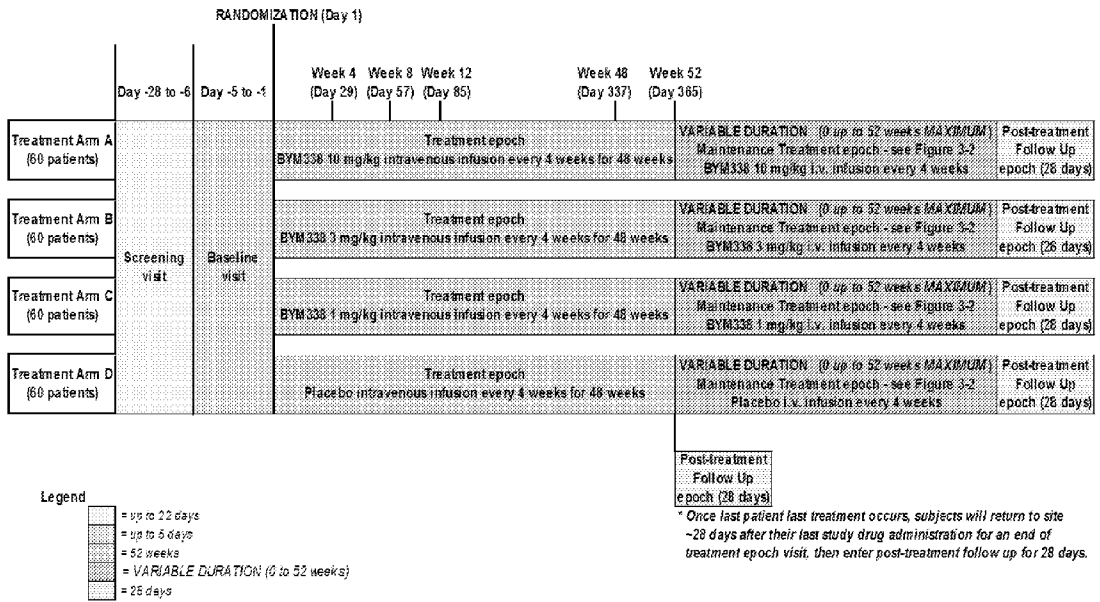 RANDOMIZATION (Day 1)
Day -28 to -6
Day -5 to -1
Week 4
(Day 29)
Week 8
(Day 57)
Week 12
(Day 85)
Week 48
(Day 337)
Week 52
(Day 365)
Treatment Arm A
(60 patients)
Treatment epoch
BYM338 10 mg/kg intravenous infusion every 4 weeks for 48 weeks
VARIABLE DURATION (0 up to 52 weeks MAXIMUM)
Maintenance Treatment epoch - see Figure 3-2
BYM338 10 mg/kg i.v. infusion every 4 weeks
Post-treatment
Follow Up
epoch (28 days)
Treatment Arm B
(60 patients)
Treatment epoch
BYM338 3 mg/kg intravenous infusion every 4 weeks for 48 weeks
VARIABLE DURATION (0 up to 52 weeks MAXIMUM)
Maintenance Treatment epoch - see Figure 3-2
BYM338 3 mg/kg i.v. infusion every 4 weeks
Post-treatment
Follow Up
epoch (28 days)
Screening
visit
Baseline
visit
Treatment Arm C
(60 patients)
Treatment epoch
BYM338 1 mg/kg intravenous infusion every 4 weeks for 48 weeks
VARIABLE DURATION (0 up to 52 weeks MAXIMUM)
Maintenance Treatment epoch - see Figure 3-2
BYM338 1 mg/kg i.v. infusion every 4 weeks
Post-treatment
Follow Up
epoch (28 days)
Treatment Arm D
(60 patients)
Treatment epoch
Placebo intravenous infusion every 4 weeks for 48 weeks
VARIABLE DURATION (0 up to 52 weeks MAXIMUM)
Maintenance Treatment epoch - see Figure 3-2
Placebo i.v. infusion every 4 weeks
Post-treatment
Follow Up
epoch (28 days)
Post-treatment
Follow Up
epoch (28 days)
* Once last patient last treatment occurs, subjects will return to site
~28 days after their last study drug administration for an end of
treatment epoch visit, then enter post-treatment follow up for 28 days.
Legend
= up to 22 days
= up to 5 days
= 52 weeks
= VARIABLE DURATION (0 to 52 weeks)
= 28 days